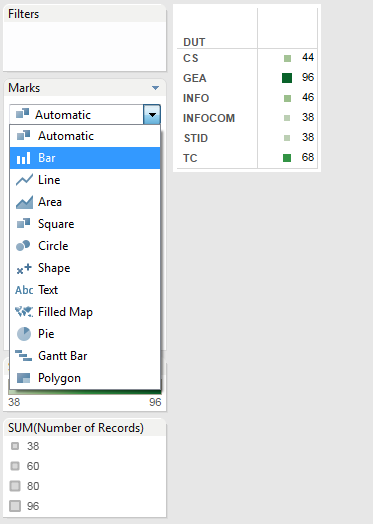 Filters
Marks
Automatic
Automatic
Bar
Line
Area
Square
Circle
Shape
Abc Text
Filled Map
Pie
Gantt Bar
Polygon
38 96
SUM(Number of Records)
38
60
80
96
DUT
CS 44
GEA 96
INFO 46
INFOCOM 38
STID 38
TC 68